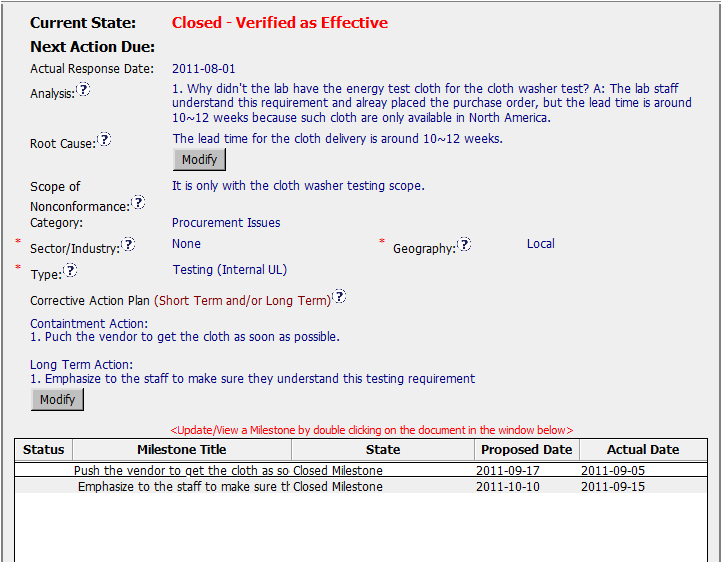 Current State: Closed - Verified as Effective
Next Action Due:
Actual Response Date: 2011-08-01
Analysis:? 1. Why didn't the lab have the energy test cloth for the cloth washer test? A: The lab staff
understand this requirement and alreay placed the purchase order, but the lead time is around
10~12 weeks because such cloth are only available in North America.
Root Cause:? The lead time for the cloth delivery is around 10~12 weeks.
Modify
Scope of It is only with the cloth washer testing scope.
Nonconformance:?
Category: Procurement Issues
* Sector/Industry:? None * Geography:? Local
* Type:? Testing (Internal UL)
Corrective Action Plan (Short Term and/or Long Term)?
Containtment Action:
1. Puch the vendor to get the cloth as soon as possible.
Long Term Action:
1. Emphasize to the staff to make sure they understand this testing requirement
Modify
<Update/View a Milestone by double clicking on the document in the window below>
Status Milestone Title State Proposed Date Actual Date
Push the vendor to get the cloth as so Closed Milestone 2011-09-17 2011-09-05
Emphasize to the staff to make sure th Closed Milestone 2011-10-10 2011-09-15